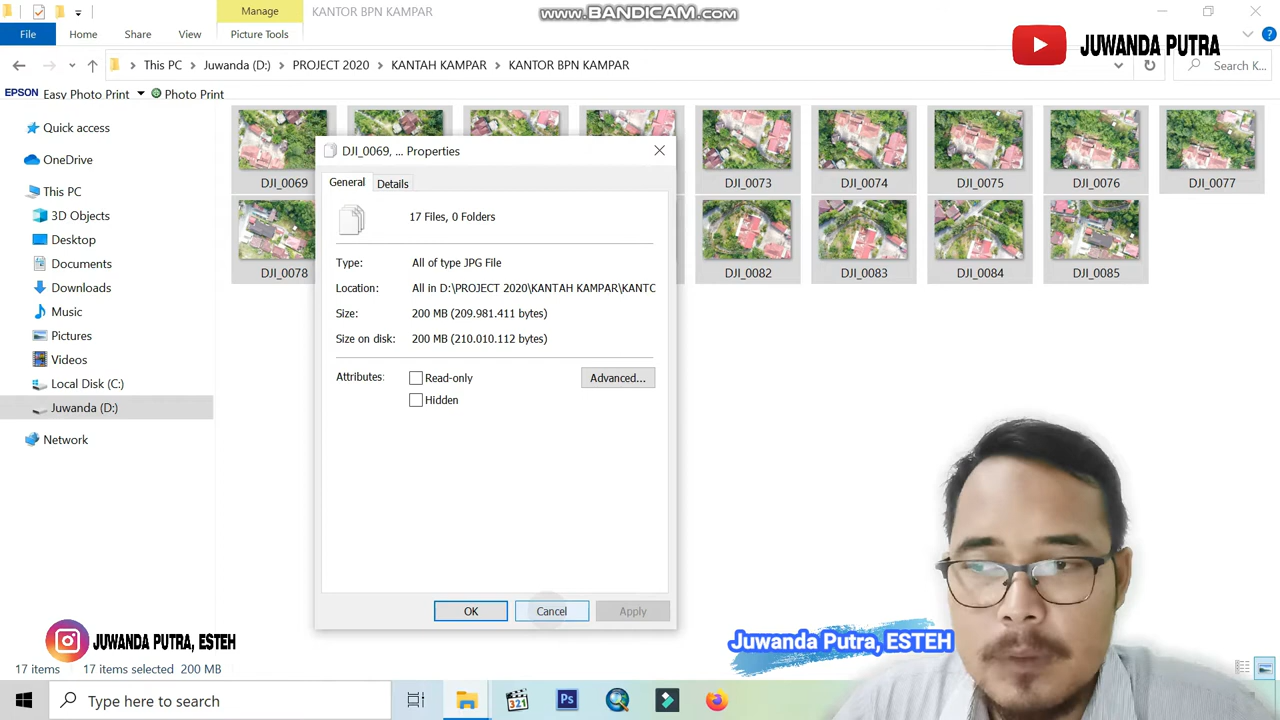 Manage
KANTOR BPN KAMPAR
www.BANDICAM.com
File
Home
Share
View
Picture Tools
JUWANDA PUTRA
This PC
Juwanda (D:)
PROJECT 2020
KANTAH KAMPAR
KANTOR BPN KAMPAR
Search K...
EPSON
Easy Photo Print
Photo Print
Quick access
OneDrive
This PC
3D Objects
Desktop
Documents
Downloads
Music
Pictures
Videos
Local Disk (C:)
Juwanda (D:)
Network
DJI_0069
DJI_0073
DJI_0074
DJI_0075
DJI_0076
DJI_0077
DJI_0078
DJI_0082
DJI_0083
DJI_0084
DJI_0085
DJI_0069, ... Properties
General
Details
17 Files, 0 Folders
Type: All of type JPG File
Location: All in D:\PROJECT 2020\KANTAH KAMPAR\KANTC
Size: 200 MB (209.981.411 bytes)
Size on disk: 200 MB (210.010.112 bytes)
Attributes:
Read-only
Advanced...
Hidden
OK
Cancel
Apply
JUWANDA PUTRA, ESTEH
Juwanda Putra, ESTEH
17 items
17 items selected
200 MB
Type here to search
321
Ps